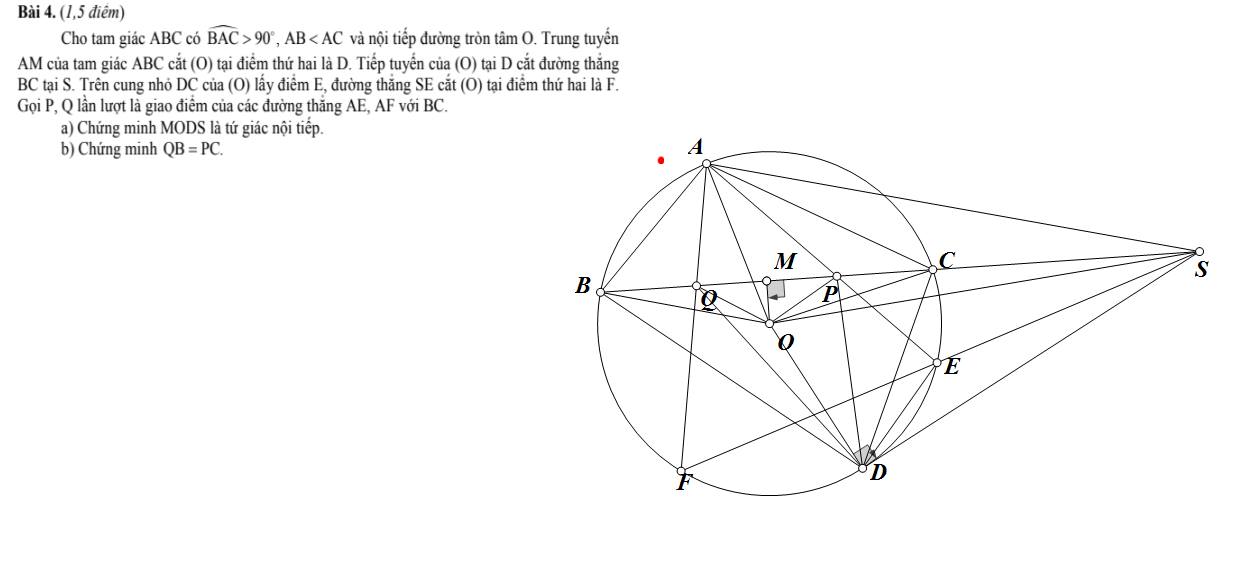 Bài 4. (1,5 điểm)
Cho tam giác ABC có BAC > 90°, AB < AC và nội tiếp đường tròn tâm O. Trung tuyến
AM của tam giác ABC cắt (O) tại điểm thứ hai là D. Tiếp tuyến của (O) tại D cắt đường thẳng
BC tại S. Trên cung nhỏ DC của (O) lấy điểm E, đường thẳng SE cắt (O) tại điểm thứ hai là F.
Gọi P, Q lần lượt là giao điểm của các đường thẳng AE, AF với BC.
a) Chứng minh MODS là tứ giác nội tiếp.
b) Chứng minh QB = PC.
A
M
C
S
B
Q
P
O
E
F
D